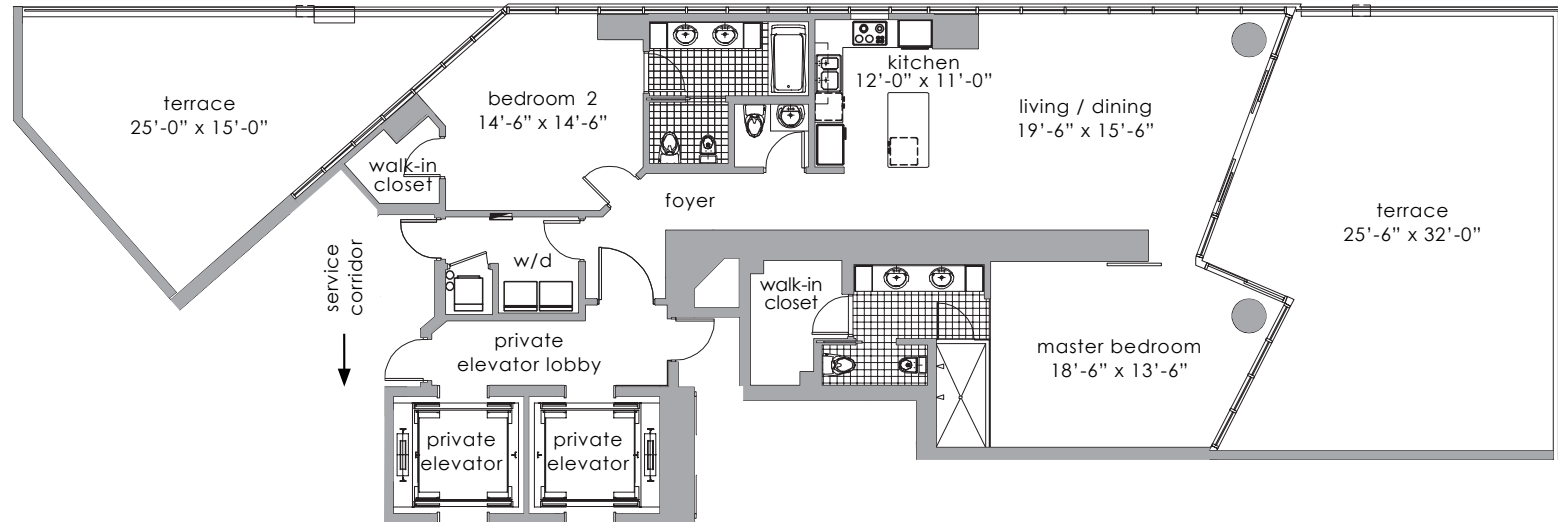 terrace
25’-0” x 15’-0”
bedroom 2
14’-6” x 14’-6”
kitchen
12’-0” x 11’-0”
living / dining
19’-6” x 15’-6”
walk-in
closet
foyer
terrace
25’-6” x 32’-0”
service
corridor
w/d
walk-in
closet
private
elevator lobby
master bedroom
18’-6” x 13’-6”
private
elevator
private
elevator